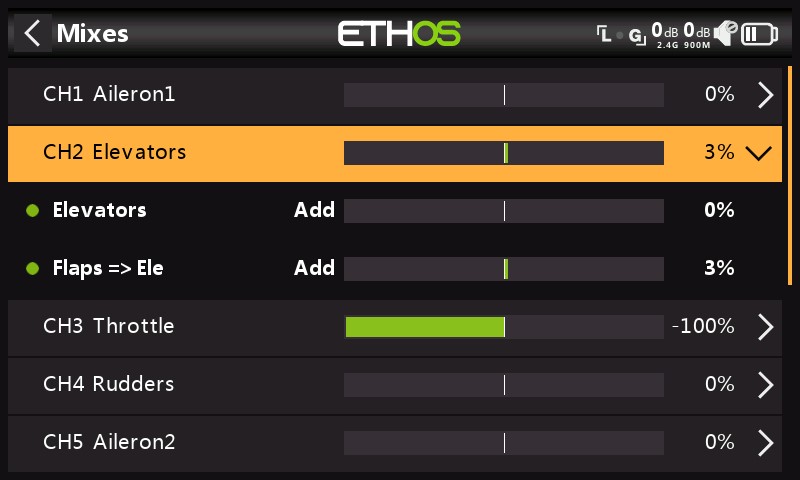 Mixes
ETHOS
L G 0dB 0dB
2.4G 900M
CH1 Aileron1 0%
CH2 Elevators 3%
Elevators Add 0%
Flaps => Ele Add 3%
CH3 Throttle -100%
CH4 Rudders 0%
CH5 Aileron2 0%